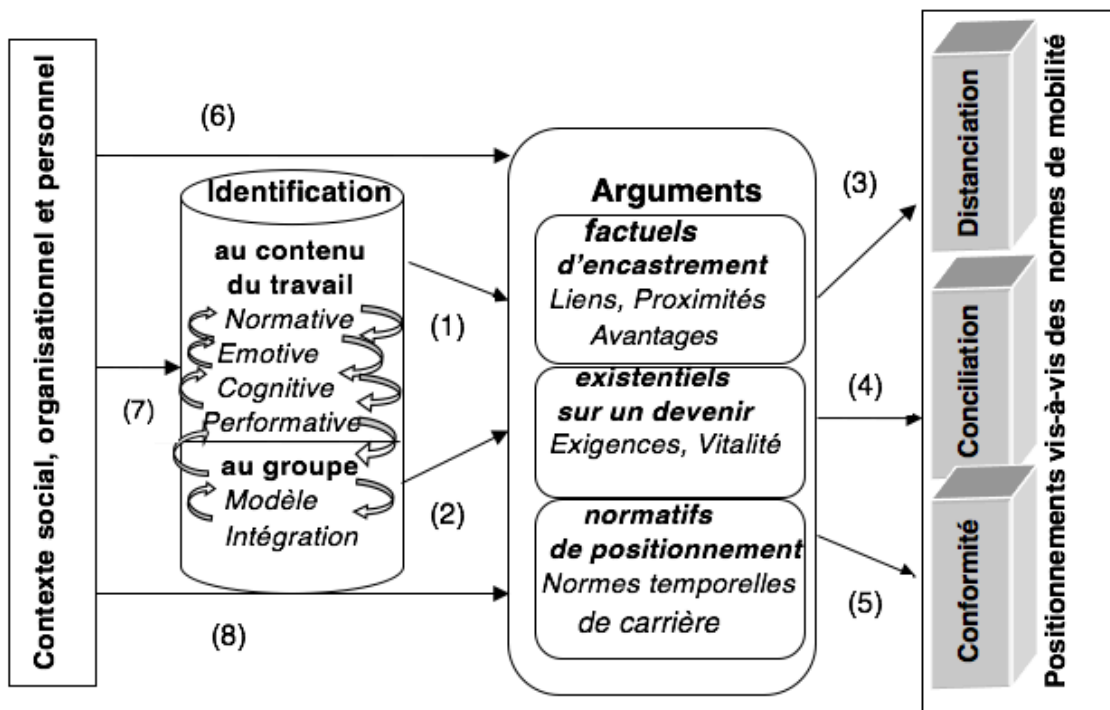 Contexte social, organisationnel et personnel
(6)
(7)
(8)
Identification
au contenu
du travail
Normative
Emotive
Cognitive
Performative
au groupe
Modèle
Intégration
(1)
(2)
Arguments
factuels
d'encastrement
Liens, Proximités
Avantages
existentiels
sur un devenir
Exigences, Vitalité
normatifs
de positionnement
Normes temporelles
de carrière
(3)
(4)
(5)
Distanciation
Conciliation
Conformité
Positionnements vis-à-vis des normes de mobilité